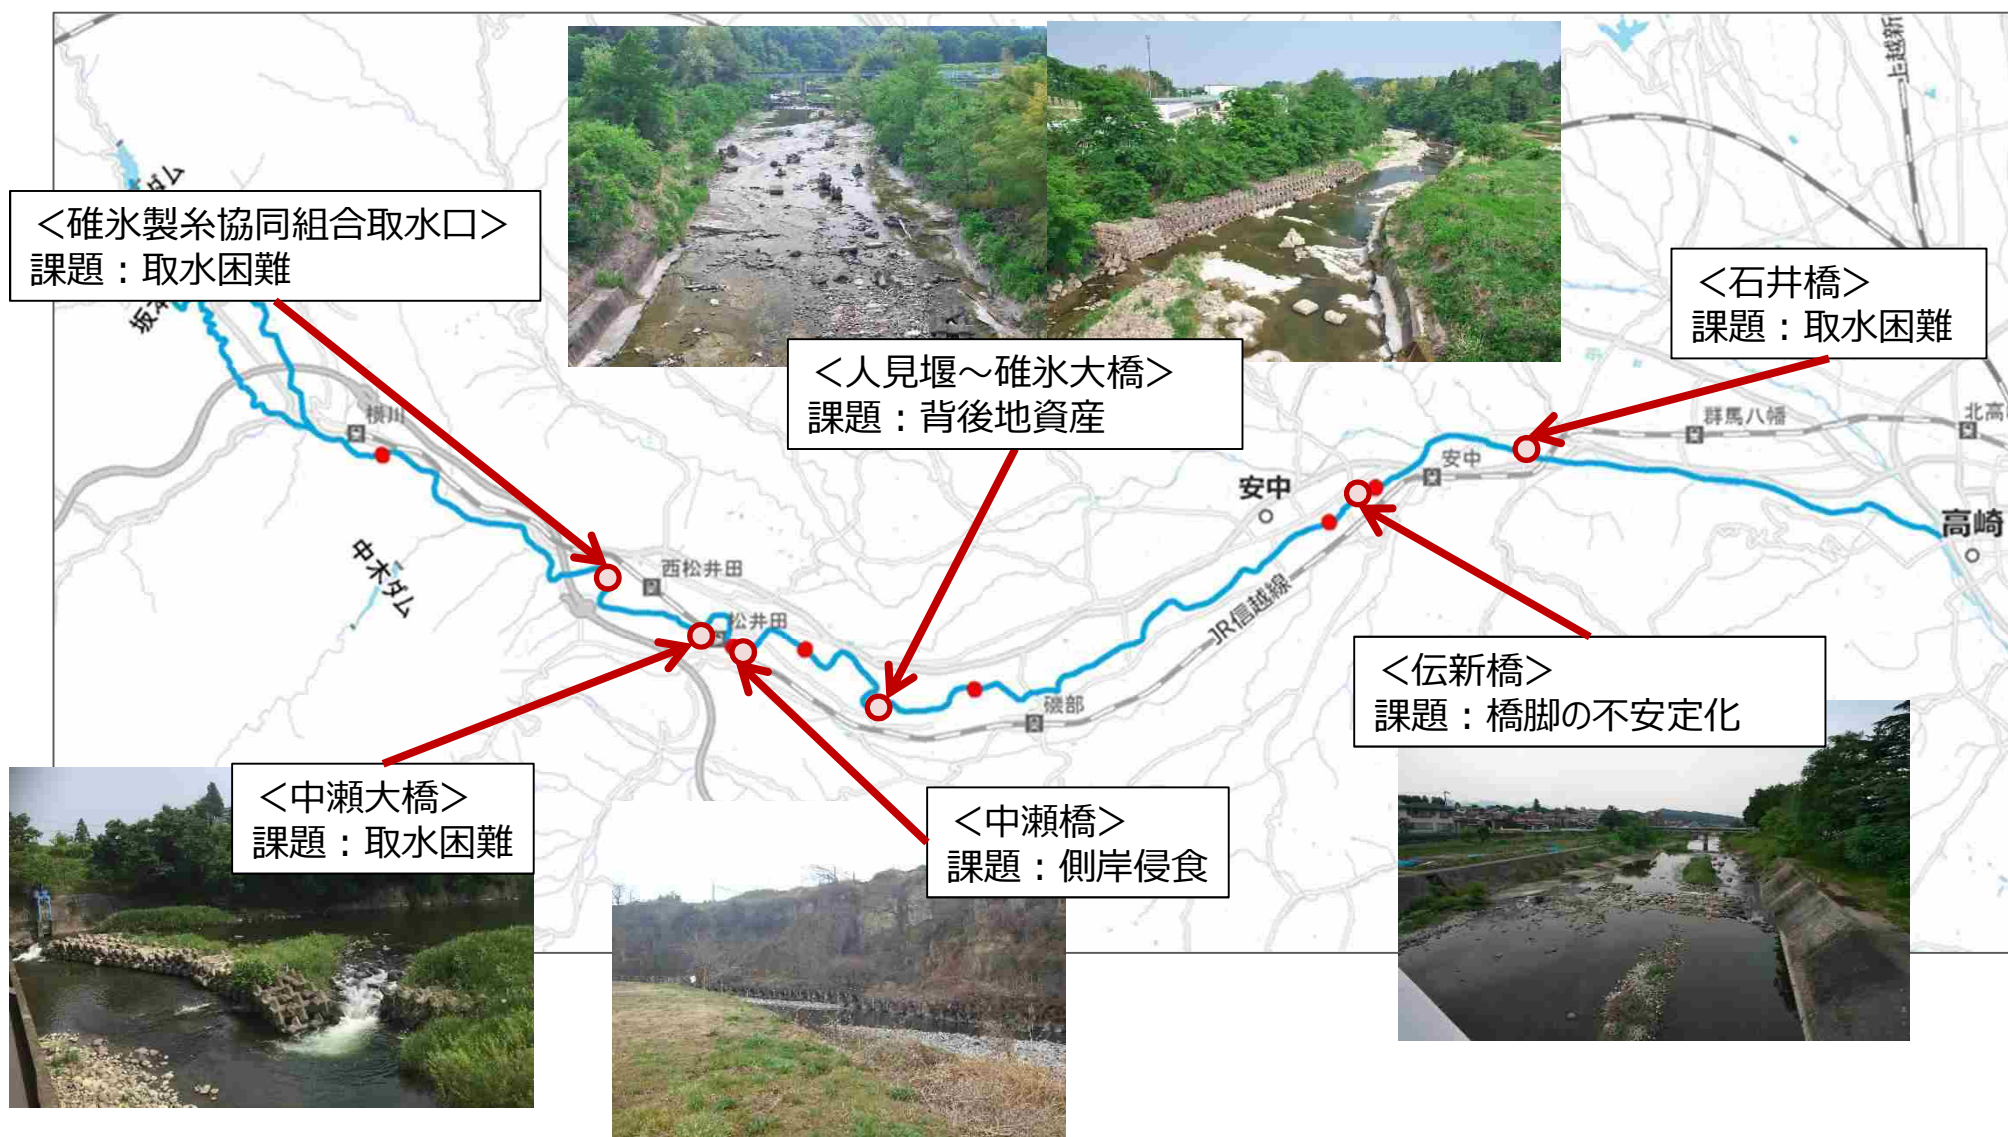 上越新
ダム
＜碓氷製糸協同組合取水口＞
課題：取水困難
坂本
横川
＜人見堰～碓氷大橋＞
課題：背後地資産
＜石井橋＞
課題：取水困難
群馬八幡
北高
安中
安中
高崎
中木ダム
西松井田
松井田
JR信越線
磯部
＜伝新橋＞
課題：橋脚の不安定化
＜中瀬大橋＞
課題：取水困難
＜中瀬橋＞
課題：側岸侵食